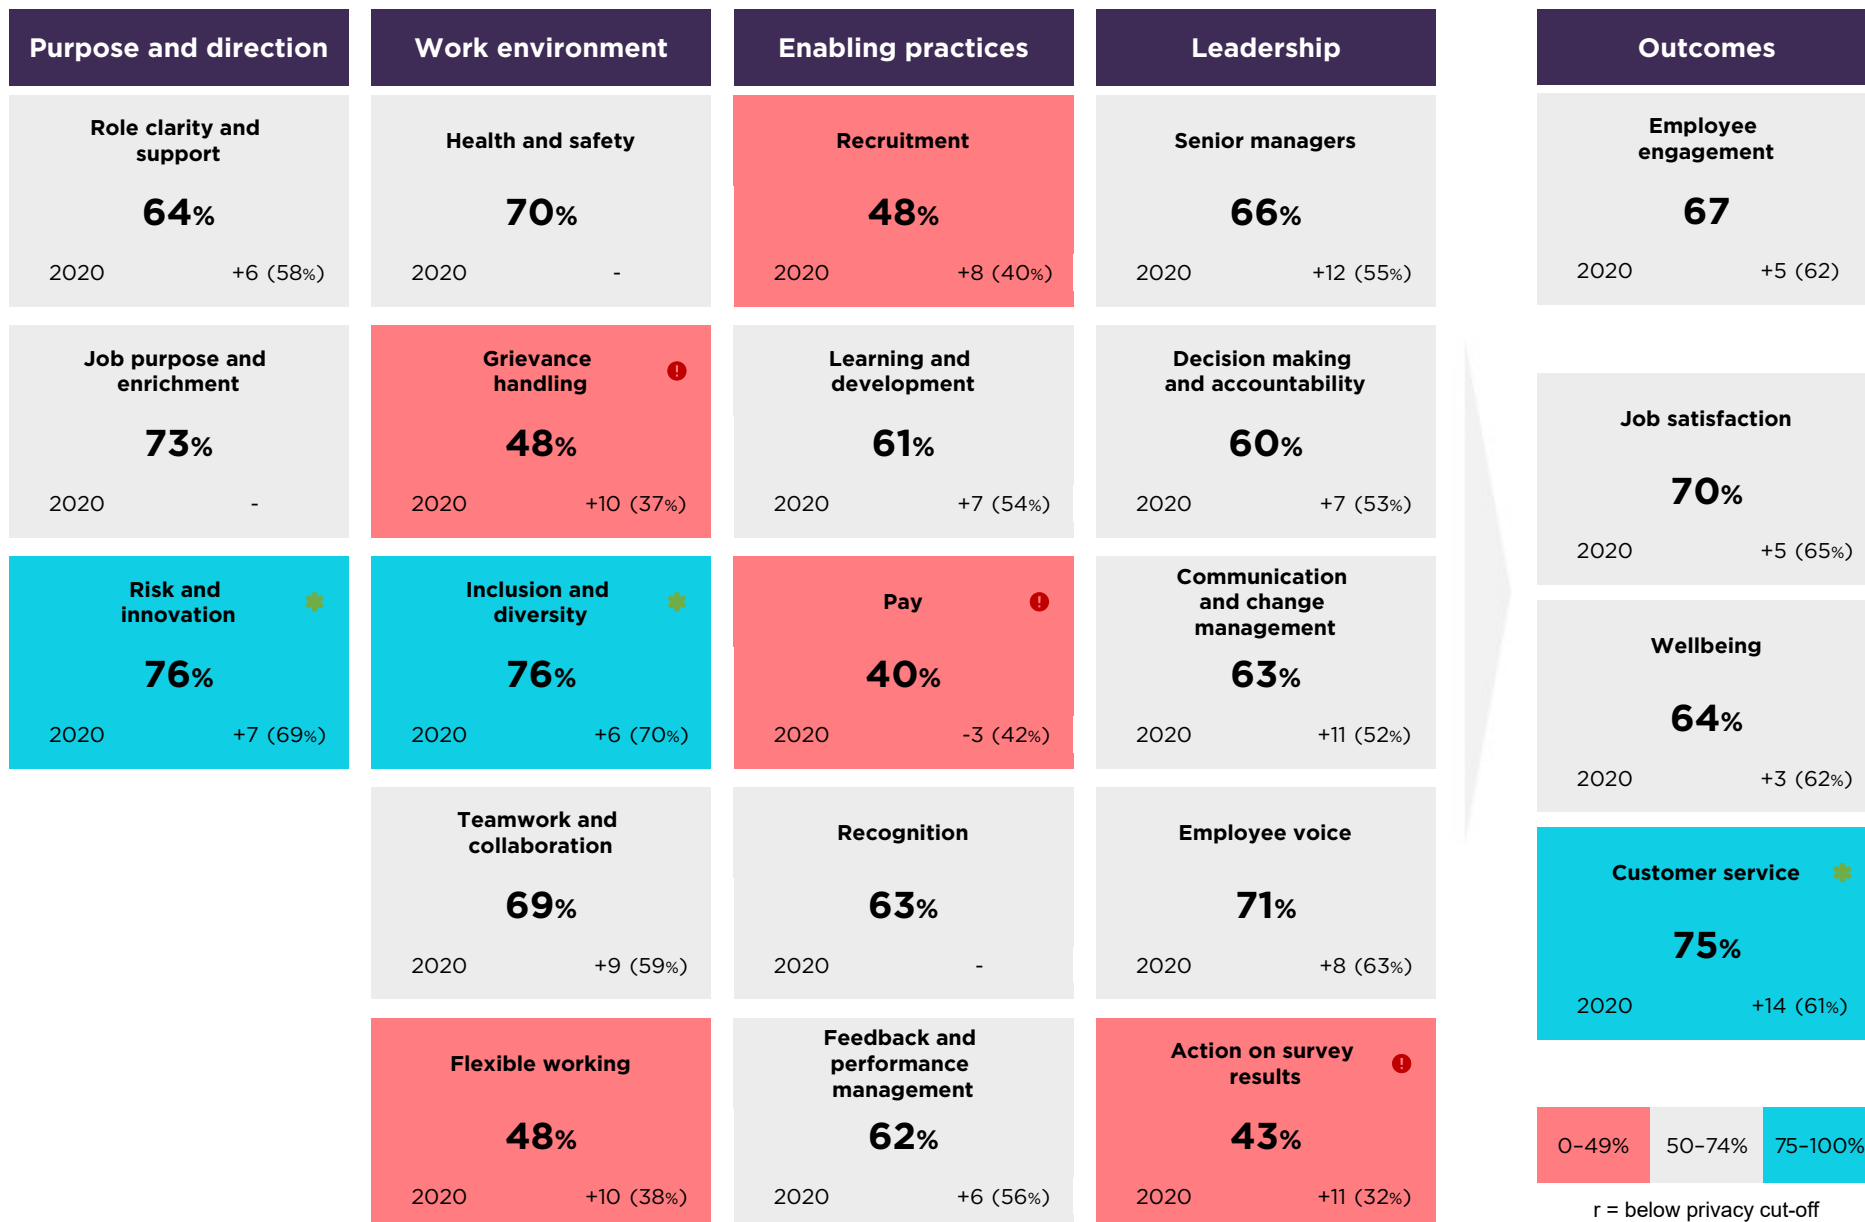 Purpose and direction
Role clarity and
support
64%
2020 +6 (58%)
Job purpose and
enrichment
73%
2020 -
Risk and
innovation
76%
2020 +7 (69%)
Work environment
Health and safety
70%
2020 -
Grievance
handling
48%
2020 +10 (37%)
Inclusion and
diversity
76%
2020 +6 (70%)
Teamwork and
collaboration
69%
2020 +9 (59%)
Flexible working
48%
2020 +10 (38%)
Enabling practices
Recruitment
48%
2020 +8 (40%)
Learning and
development
61%
2020 +7 (54%)
Pay
40%
2020 -3 (42%)
Recognition
63%
2020 -
Feedback and
performance
management
62%
2020 +6 (56%)
Leadership
Senior managers
66%
2020 +12 (55%)
Decision making
and accountability
60%
2020 +7 (53%)
Communication
and change
management
63%
2020 +11 (52%)
Employee voice
71%
2020 +8 (63%)
Action on survey
results
43%
2020 +11 (32%)
Outcomes
Employee
engagement
67
2020 +5 (62)
Job satisfaction
70%
2020 +5 (65%)
Wellbeing
64%
2020 +3 (62%)
Customer service
75%
2020 +14 (61%)
0–49% 50–74% 75–100%
r = below privacy cut-off